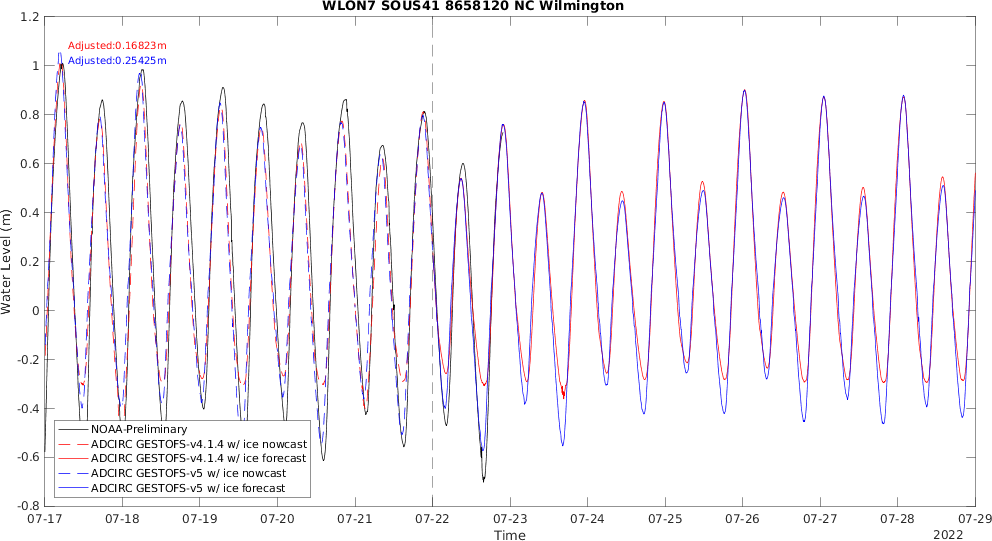 WLON7 SOUS41 8658120 NC Wilmington
Adjusted:0.16823m
Adjusted:0.25425m
Water Level (m)
1.2
1
0.8
0.6
0.4
0.2
0
-0.2
-0.4
-0.6
-0.8
NOAA-Preliminary
ADCIRC GESTOFS-v4.1.4 w/ ice nowcast
ADCIRC GESTOFS-v4.1.4 w/ ice forecast
ADCIRC GESTOFS-v5 w/ ice nowcast
ADCIRC GESTOFS-v5 w/ ice forecast
07-17 07-18 07-19 07-20 07-21 07-22 07-23 07-24 07-25 07-26 07-27 07-28 07-29
Time
2022